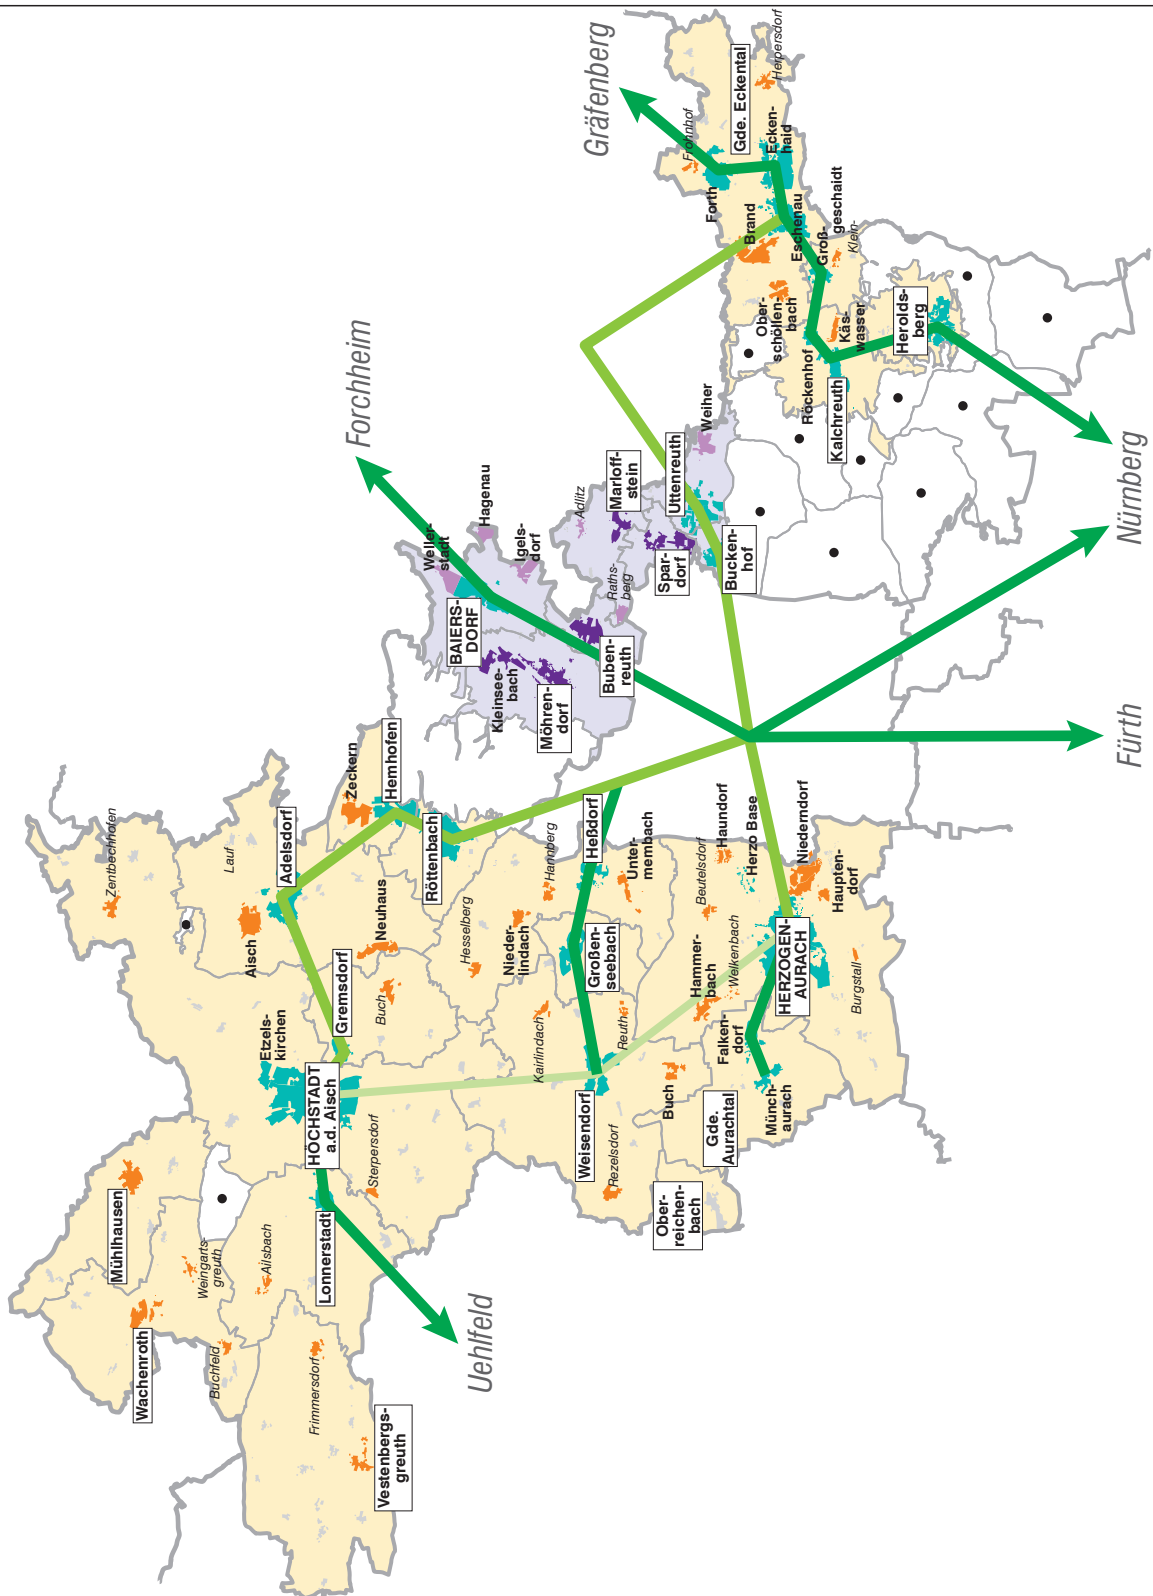 Gräfenberg
Herpersdorf
Gde. Eckental
Frohnhof
Ecken-
haid
Forth
Brand
Eschenau
Groß-
geschaidt
Klein-
Ober-
schöllen-
bach
Käs-
wasser
Herolds-
berg
Röckenhof
Kalchreuth
Nürnberg
Forchheim
Weiher
Uttenreuth
Marloff-
stein
Adlitz
Hagenau
Weller-
stadt
Igels-
dorf
Spar-
dorf
Bucken-
hof
Raths-
berg
BAIERS-
DORF
Buben-
reuth
Kleinsee-
bach
Möhren-
dorf
Nürnberg
Fürth
Zeckern
Hemhofen
Röttenbach
Adelsdorf
Lauf
Zentbechhofen
Aisch
Neuhaus
Buch
Gremsdorf
Etzels-
kirchen
HÖCHSTADT
a.d. Aisch
Hesselberg
Nieder-
lindach
Hannberg
Heßdorf
Unter-
membach
Großen-
seebach
Kairlindach
Reuth
Weisendorf
Rezelsdorf
Buch
Haundorf
Beutelsdorf
Herzo Base
Niederndorf
Haupten-
dorf
Welkenbach
Hammer-
bach
HERZOGEN-
AURACH
Burgstall
Falken-
dorf
Münch-
aurach
Gde.
Aurachtal
Ober-
reichen-
bach
Sterpersdorf
Lonnerstadt
Uehlfeld
Mühlhausen
Weingarts-
greuth
Ailsbach
Wachenroth
Buchfeld
Frimmersdorf
Vestenbergs-
greuth